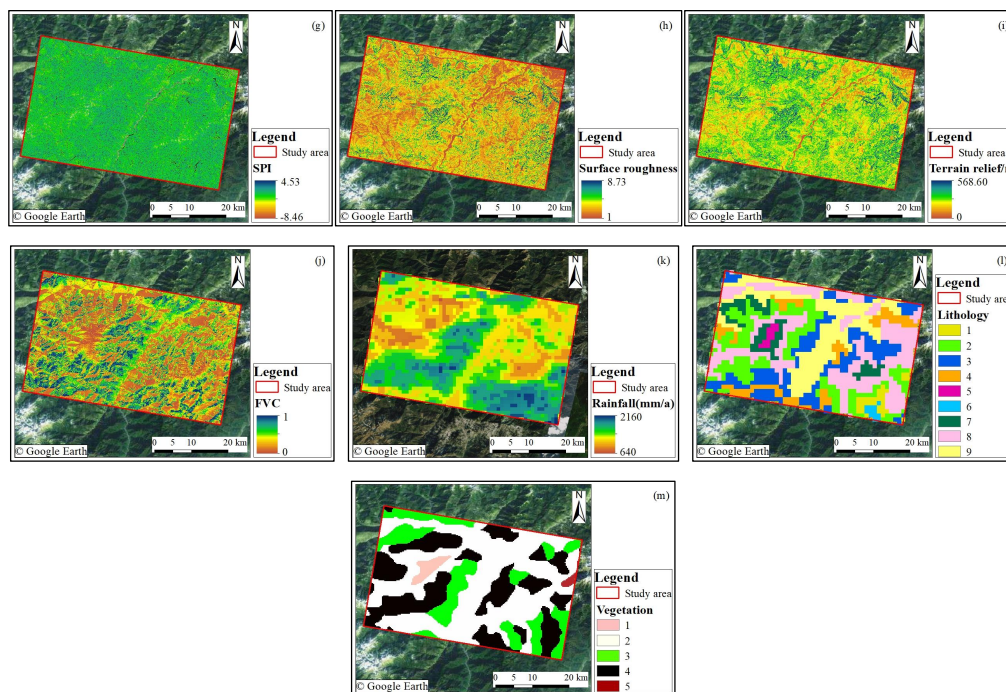 (g)
N
Legend
Study area
SPI
4.53
-8.46
0 5 10 20 km
© Google Earth
(h)
N
Legend
Study area
Surface roughness
8.73
1
0 5 10 20 km
© Google Earth
(i)
N
Legend
Study area
Terrain relief/
568.60
0
0 5 10 20 km
© Google Earth
(j)
N
Legend
Study area
FVC
1
0
0 5 10 20 km
© Google Earth
(k)
N
Legend
Study area
Rainfall(mm/a)
2160
640
0 5 10 20 km
© Google Earth
(l)
N
Legend
Study area
Lithology
1
2
3
4
5
6
7
8
9
0 5 10 20 km
© Google Earth
(m)
N
Legend
Study area
Vegetation
1
2
3
4
5
0 5 10 20 km
© Google Earth